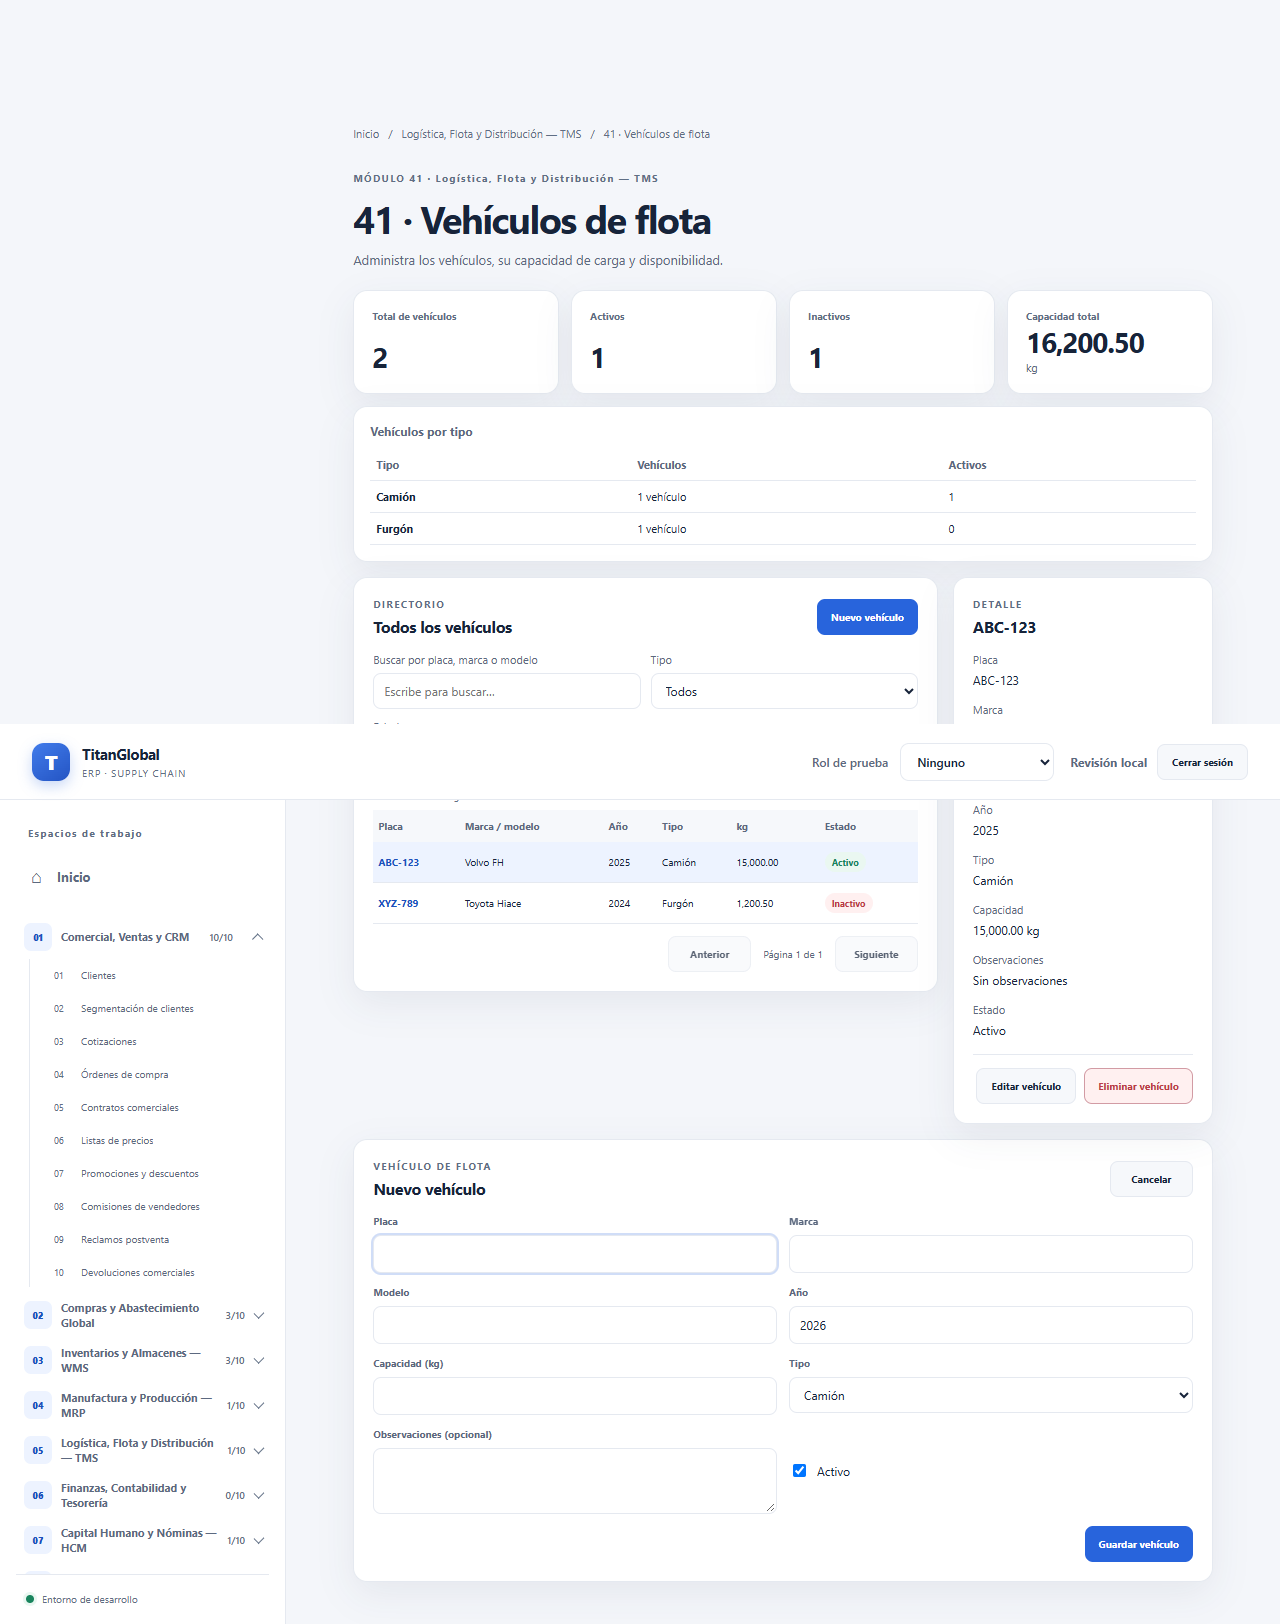 Inicio / Logística, Flota y Distribución — TMS / 41 · Vehículos de flota
MÓDULO 41 · Logística, Flota y Distribución — TMS
41 · Vehículos de flota
Administra los vehículos, su capacidad de carga y disponibilidad.
Total de vehículos
2
Activos
1
Inactivos
1
Capacidad total
16,200.50
kg
Vehículos por tipo
Tipo Vehículos Activos
Camión 1 vehículo 1
Furgón 1 vehículo 0
DIRECTORIO
Todos los vehículos
Nuevo vehículo
Buscar por placa, marca o modelo
Escribe para buscar...
Tipo
Todos
DETALLE
ABC-123
Placa
ABC-123
Marca
T
TitanGlobal
ERP · SUPPLY CHAIN
Rol de prueba
Ninguno
Revisión local
Cerrar sesión
Placa Marca / modelo Año Tipo kg Estado
ABC-123 Volvo FH 2025 Camión 15,000.00 Activo
XYZ-789 Toyota Hiace 2024 Furgón 1,200.50 Inactivo
Anterior
Página 1 de 1
Siguiente
Año
2025
Tipo
Camión
Capacidad
15,000.00 kg
Observaciones
Sin observaciones
Estado
Activo
Editar vehículo
Eliminar vehículo
Espacios de trabajo
Inicio
01 Comercial, Ventas y CRM 10/10
01 Clientes
02 Segmentación de clientes
03 Cotizaciones
04 Órdenes de compra
05 Contratos comerciales
06 Listas de precios
07 Promociones y descuentos
08 Comisiones de vendedores
09 Reclamos postventa
10 Devoluciones comerciales
02 Compras y Abastecimiento Global 3/10
03 Inventarios y Almacenes — WMS 3/10
04 Manufactura y Producción — MRP 1/10
05 Logística, Flota y Distribución — TMS 1/10
06 Finanzas, Contabilidad y Tesorería 0/10
07 Capital Humano y Nóminas — HCM 1/10
Entorno de desarrollo
VEHÍCULO DE FLOTA
Nuevo vehículo
Cancelar
Placa
Marca
Modelo
Año
2026
Capacidad (kg)
Tipo
Camión
Observaciones (opcional)
Activo
Guardar vehículo